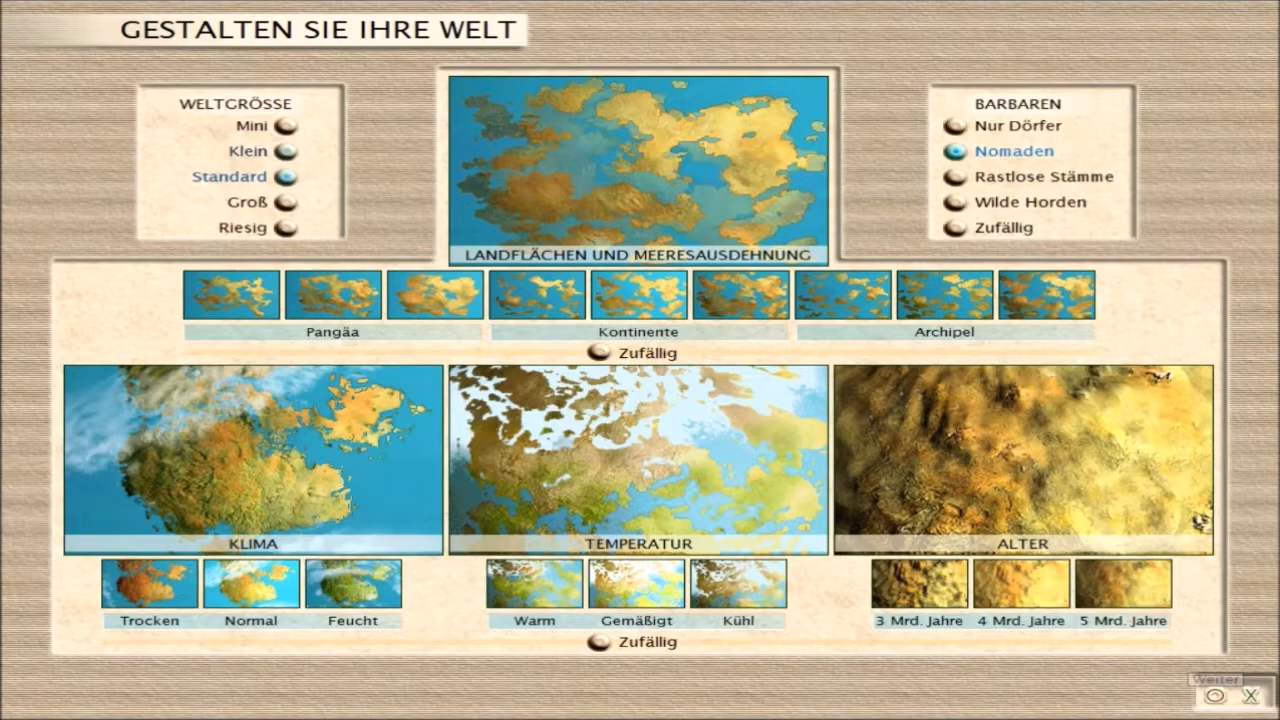 GESTALTEN SIE IHRE WELT
WELTGRÖSSE
Mini
Klein
Standard
Groß
Riesig
BARBAREN
Nur Dörfer
Nomaden
Rastlose Stämme
Wilde Horden
Zufällig
LANDFLÄCHEN UND MEERESAUSDEHNUNG
Pangäa
Kontinente
Archipel
Zufällig
KLIMA
TEMPERATUR
ALTER
Trocken
Normal
Feucht
Warm
Gemäßigt
Kühl
3 Mrd. Jahre
4 Mrd. Jahre
5 Mrd. Jahre
Zufällig
Weiter